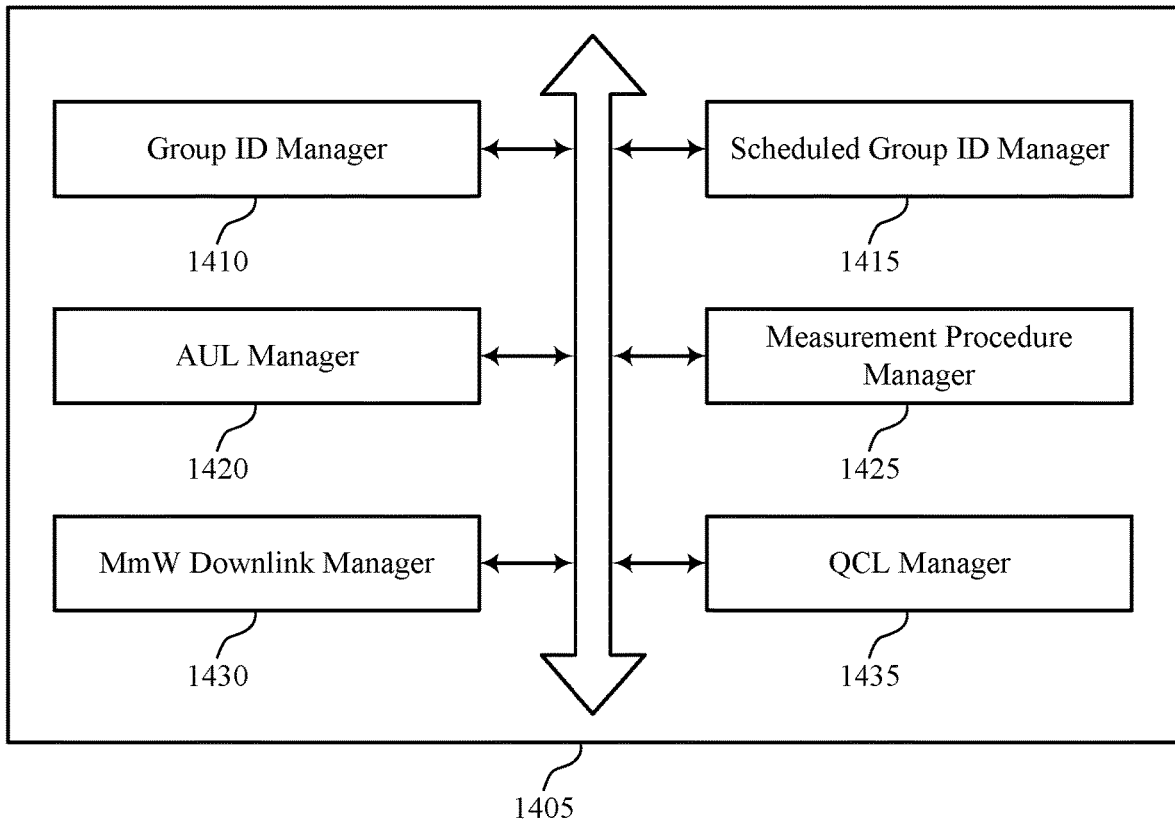 Group ID Manager
Scheduled Group ID Manager
1410
1415
AUL Manager
Measurement Procedure
Manager
1420
1425
MmW Downlink Manager
QCL Manager
1430
1435
1405